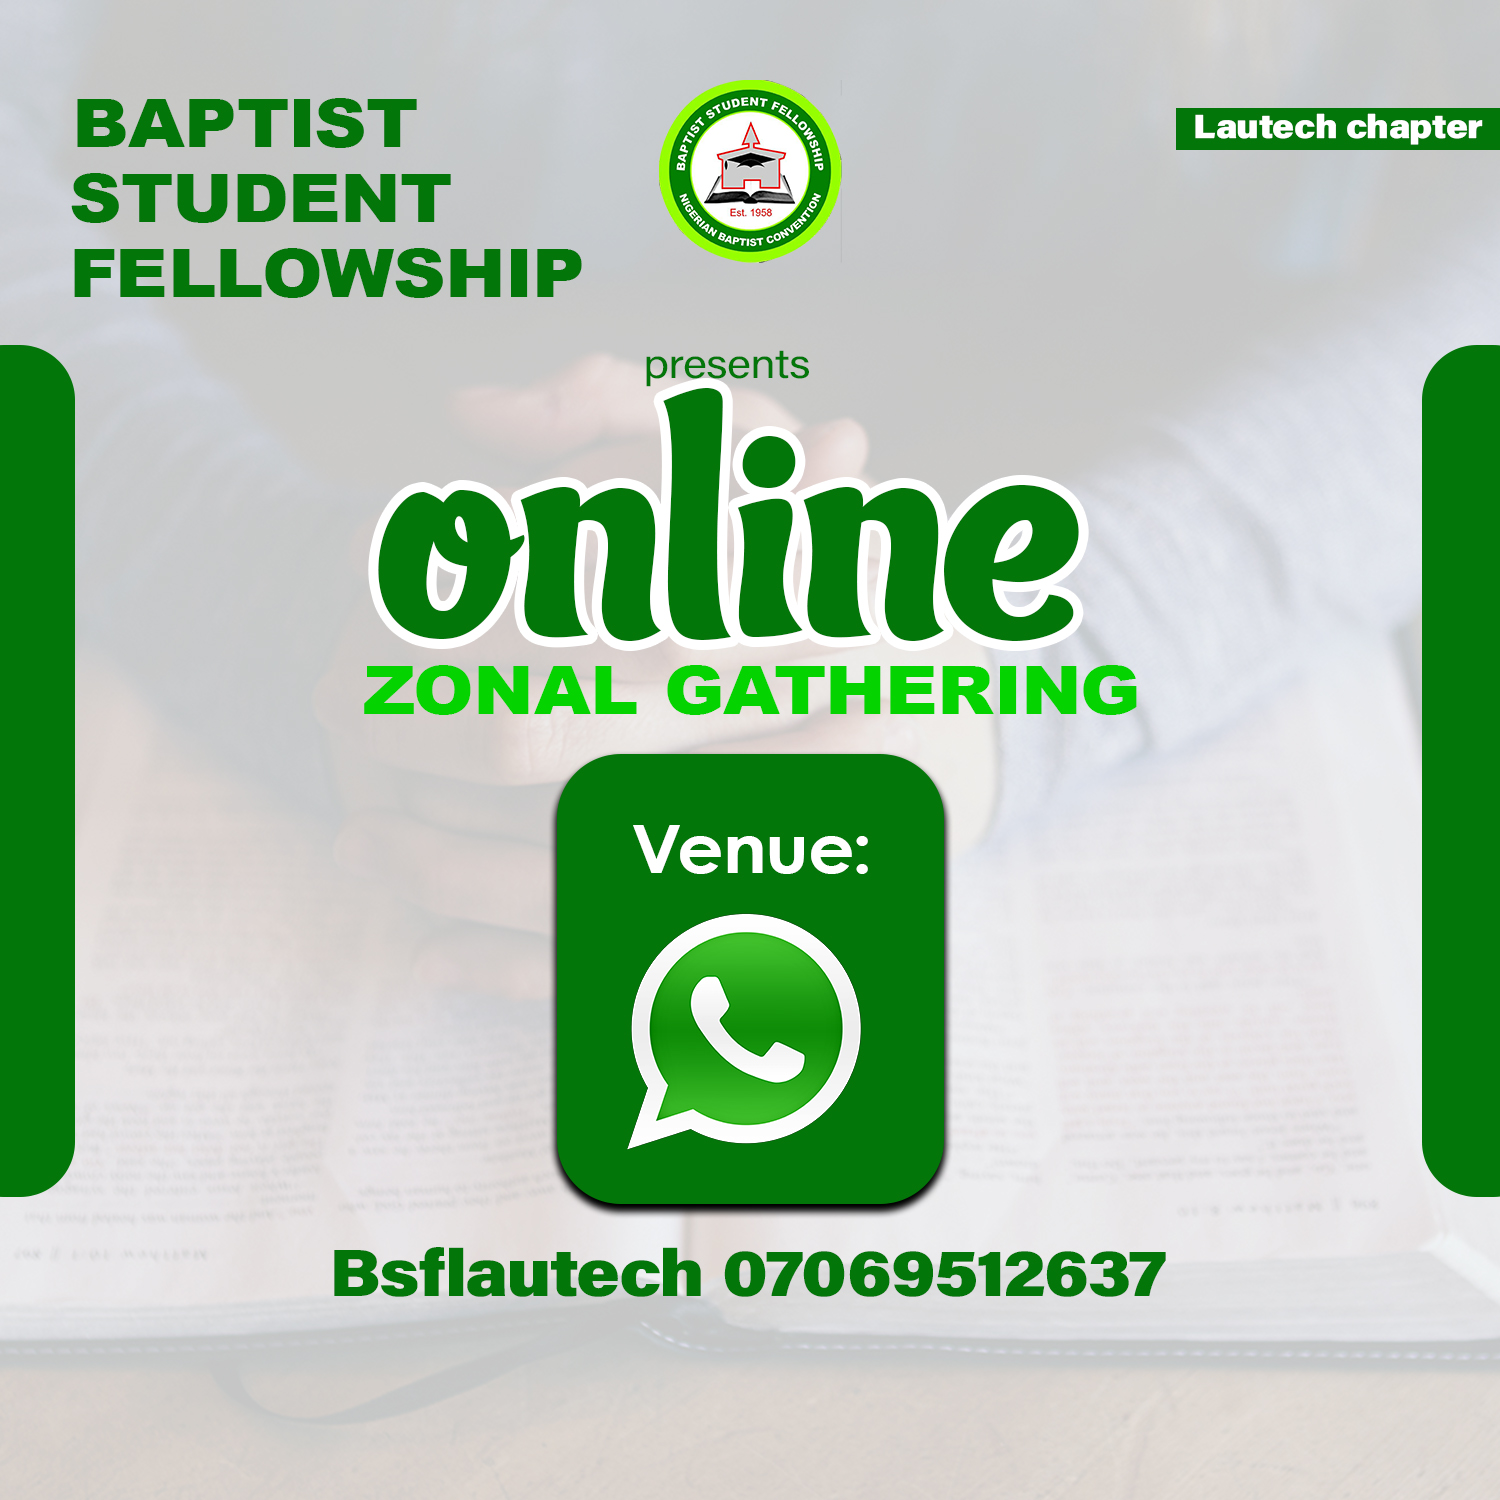 BAPTIST
STUDENT
FELLOWSHIP
BAPTIST STUDENT FELLOWSHIP
Est. 1958
NIGERIAN BAPTIST CONVENTION
Lautech chapter
presents
online
ZONAL GATHERING
Venue:
Bsflautech 07069512637